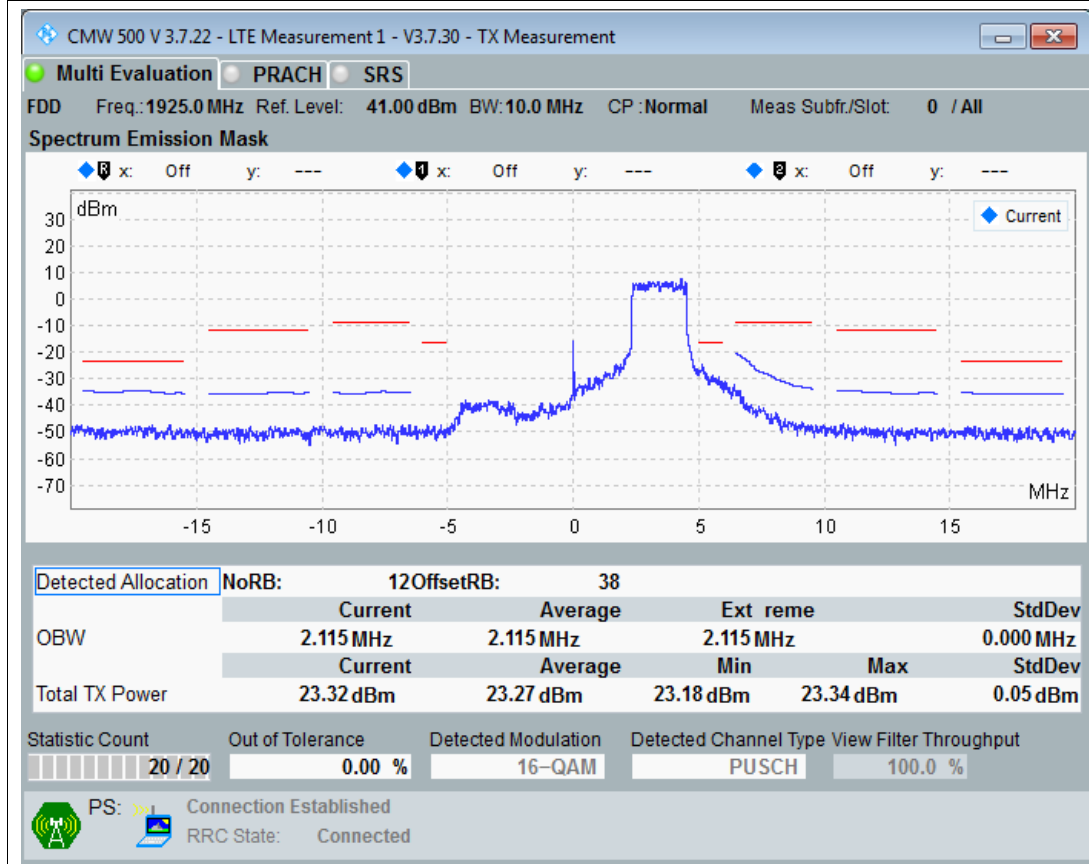 CMW 500 V 3.7.22 - LTE Measurement 1 - V3.7.30 - TX Measurement
Multi Evaluation PRACH SRS
FDD Freq.: 1925.0 MHz Ref. Level: 41.00 dBm BW: 10.0 MHz CP : Normal Meas Subfr./Slot: 0 / All
Spectrum Emission Mask
R x: Off y: --- 1 x: Off y: --- 2 x: Off y: ---
dBm
Current
30
20
10
0
-10
-20
-30
-40
-50
-60
-70
MHz
-15 -10 -5 0 5 10 15
Detected Allocation NoRB: 12 OffsetRB: 38
Current Average Ext reme StdDev
OBW 2.115 MHz 2.115 MHz 2.115 MHz 0.000 MHz
Current Average Min Max StdDev
Total TX Power 23.32 dBm 23.27 dBm 23.18 dBm 23.34 dBm 0.05 dBm
Statistic Count Out of Tolerance Detected Modulation Detected Channel Type View Filter Throughput
20 / 20 0.00 % 16-QAM PUSCH 100.0 %
PS: Connection Established
RRC State: Connected